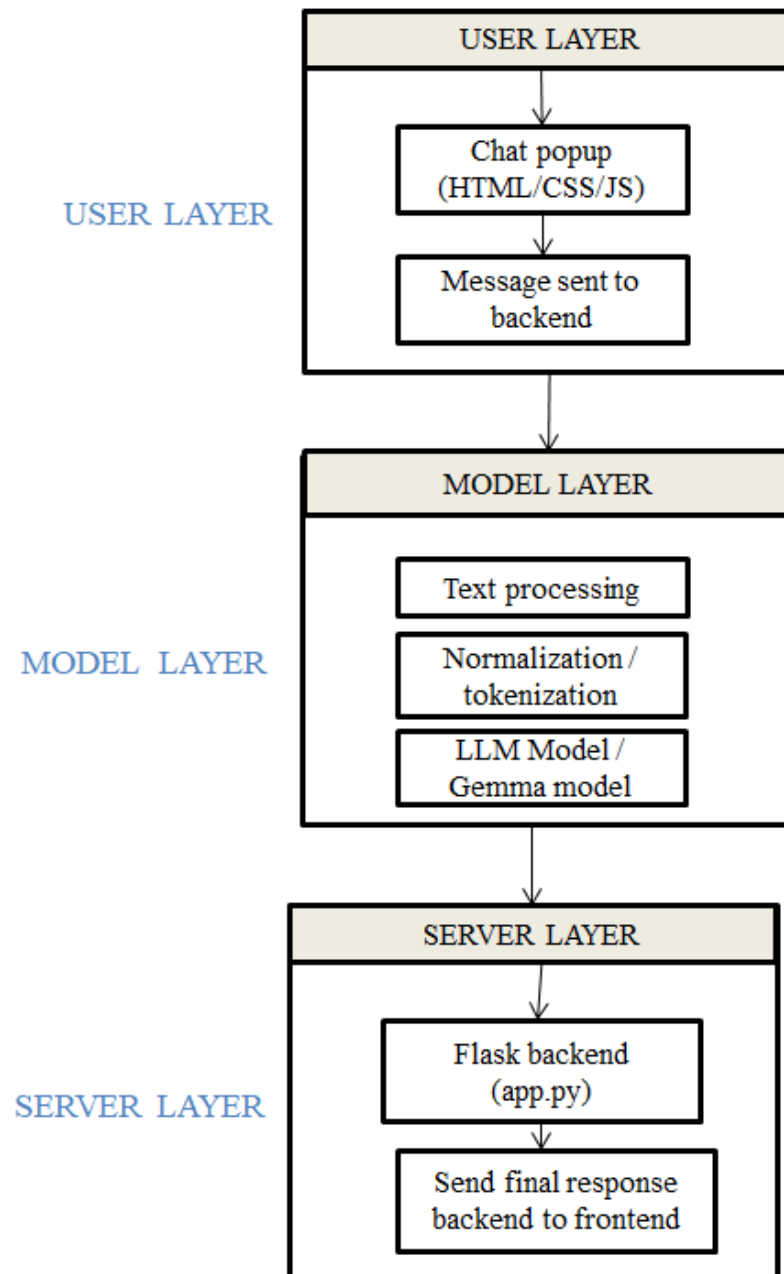 USER LAYER
USER LAYER
Chat popup
(HTML/CSS/JS)
Message sent to
backend
MODEL LAYER
MODEL LAYER
Text processing
Normalization /
tokenization
LLM Model /
Gemma model
SERVER LAYER
SERVER LAYER
Flask backend
(app.py)
Send final response
backend to frontend